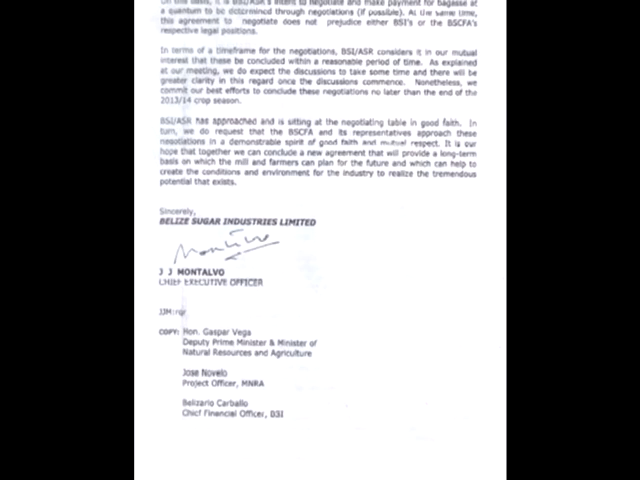 On this basis, it is BSI/ASR's intent to negotiate and make payment for bagasse at
a quantum to be determined through negotiations (if possible). At the same time,
this agreement to negotiate does not prejudice either BSI's or the BSCFA's
respective legal positions.
In terms of a timeframe for the negotiations, BSI/ASR considers it in our mutual
interest that these be concluded within a reasonable period of time. As explained
at our meeting, we do expect the discussions to take some time and there will be
greater clarity in this regard once the discussions commence. Nonetheless, we
commit our best efforts to conclude these negotiations no later than the end of the
2013/14 crop season.
BSI/ASR has approached and is sitting at the negotiating table in good faith. In
turn, we do request that the BSCFA and its representatives approach these
negotiations in a demonstrable spirit of good faith and mutual respect. It is our
hope that together we can conclude a new agreement that will provide a long-term
basis on which the mill and farmers can plan for the future and which can help to
create the conditions and environment for the industry to realize the tremendous
potential that exists.
Sincerely,
BELIZE SUGAR INDUSTRIES LIMITED
Montalvo
J J MONTALVO
CHIEF EXECUTIVE OFFICER
JJM:
COPY: Hon. Gaspar Vega
Deputy Prime Minister & Minister of
Natural Resources and Agriculture
Jose Novelo
Project Officer, MNRA
Belizario Carballo
Chief Financial Officer, BSI